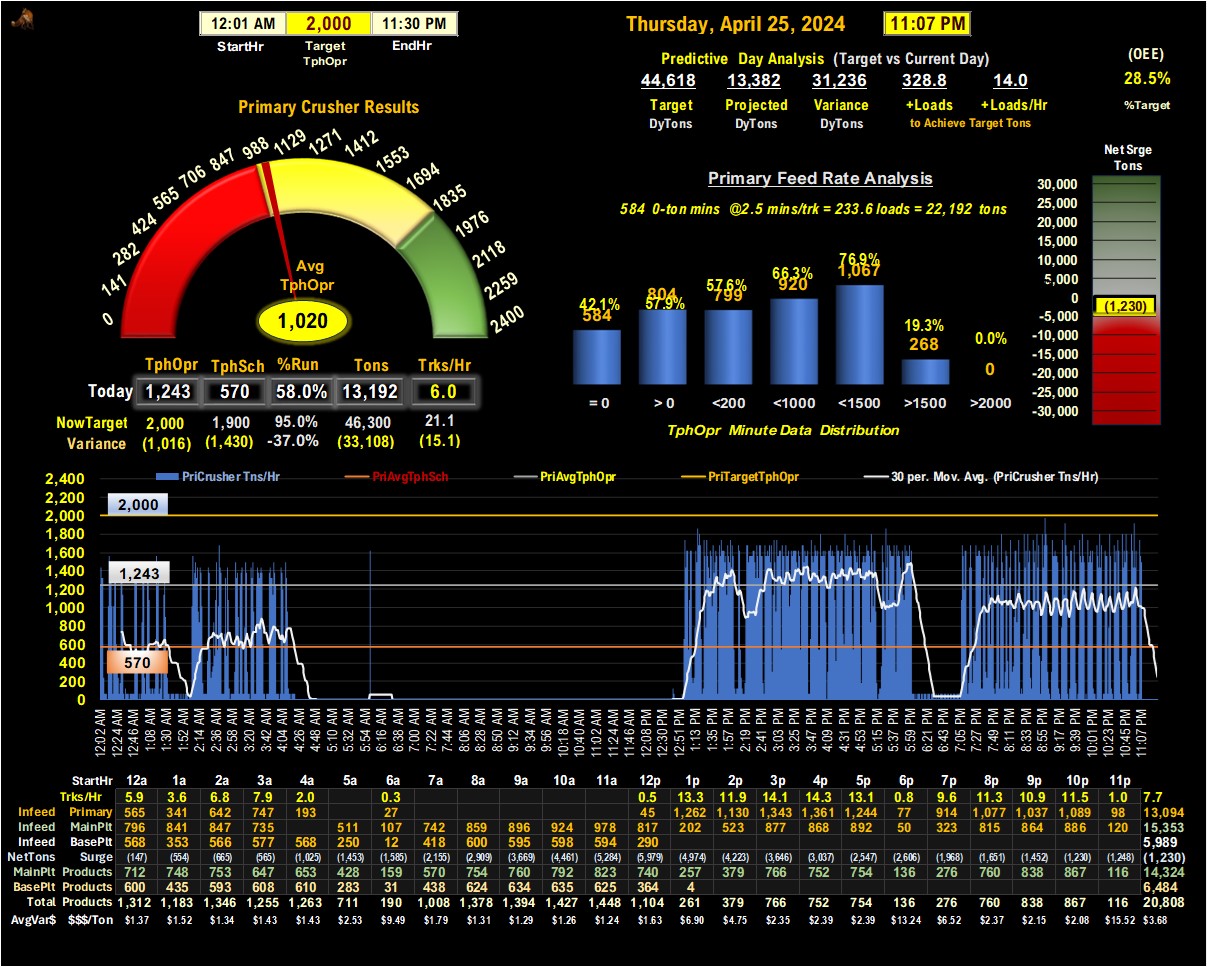 12:01 AM 2,000 11:30 PM
StartHr Target TphOpr EndHr
Thursday, April 25, 2024 11:07 PM
Predictive Day Analysis (Target vs Current Day)
44,618 13,382 31,236 328.8 14.0
Target Projected Variance +Loads +Loads/Hr
DyTons DyTons DyTons to Achieve Target Tons
(OEE)
28.5%
%Target
Primary Crusher Results
0 141 282 424 565 706 847 988 1129 1271 1412 1553 1694 1835 1976 2118 2259 2400
Avg
TphOpr
1,020
TphOpr TphSch %Run Tons Trks/Hr
Today 1,243 570 58.0% 13,192 6.0
NowTarget 2,000 1,900 95.0% 46,300 21.1
Variance (1,016) (1,430) -37.0% (33,108) (15.1)
Primary Feed Rate Analysis
584 0-ton mins @2.5 mins/trk = 233.6 loads = 22,192 tons
42.1% 57.9% 57.6% 66.3% 76.9% 19.3% 0.0%
584 804 799 920 1,067 268 0
= 0 > 0 <200 <1000 <1500 >1500 >2000
TphOpr Minute Data Distribution
Net Srge
Tons
30,000
25,000
20,000
15,000
10,000
5,000
0
(1,230)
-5,000
-10,000
-15,000
-20,000
-25,000
-30,000
PriCrusher Tns/Hr PriAvgTphSch PriAvgTphOpr PriTargetTphOpr 30 per. Mov. Avg. (PriCrusher Tns/Hr)
2,400
2,200
2,000
1,800
1,600
1,400
1,200
1,000
800
600
400
200
0
2,000
1,243
570
12:02 AM 12:24 AM 12:46 AM 1:08 AM 1:30 AM 1:52 AM 2:14 AM 2:36 AM 2:58 AM 3:20 AM 3:42 AM 4:04 AM 4:26 AM 4:48 AM 5:10 AM 5:32 AM 5:54 AM 6:16 AM 6:38 AM 7:00 AM 7:22 AM 7:44 AM 8:06 AM 8:28 AM 8:50 AM 9:12 AM 9:34 AM 9:56 AM 10:18 AM 10:40 AM 11:02 AM 11:24 AM 11:46 AM 12:08 PM 12:30 PM 12:51 PM 1:13 PM 1:35 PM 1:57 PM 2:19 PM 2:41 PM 3:03 PM 3:25 PM 3:47 PM 4:09 PM 4:31 PM 4:53 PM 5:15 PM 5:37 PM 5:59 PM 6:21 PM 6:43 PM 7:05 PM 7:27 PM 7:49 PM 8:11 PM 8:33 PM 8:55 PM 9:17 PM 9:39 PM 10:01 PM 10:23 PM 10:45 PM 11:07 PM
StartHr 12a 1a 2a 3a 4a 5a 6a 7a 8a 9a 10a 11a 12p 1p 2p 3p 4p 5p 6p 7p 8p 9p 10p 11p
Trks/Hr 5.9 3.6 6.8 7.9 2.0 0.3 0.5 13.3 11.9 14.1 14.3 13.1 0.8 9.6 11.3 10.9 11.5 1.0 7.7
Infeed Primary 565 341 642 747 193 27 45 1,262 1,130 1,343 1,361 1,244 77 914 1,077 1,037 1,089 98 13,094
Infeed MainPlt 796 841 847 735 511 107 742 859 896 924 978 817 202 523 877 868 892 50 323 815 864 886 120 15,353
Infeed BasePlt 568 353 566 577 568 250 12 418 600 595 598 594 290 5,989
NetTons Surge (147) (554) (665) (565) (1,025) (1,453) (1,585) (2,155) (2,909) (3,669) (4,461) (5,284) (5,979) (4,974) (4,223) (3,646) (3,037) (2,547) (2,606) (1,968) (1,651) (1,452) (1,230) (1,248) (1,230)
MainPlt Products 712 748 753 647 653 428 159 570 754 760 792 823 740 257 379 766 752 754 136 276 760 838 867 116 14,324
BasePlt Products 600 435 593 608 610 283 31 438 624 634 635 625 364 4 6,484
Total Products 1,312 1,183 1,346 1,255 1,263 711 190 1,008 1,378 1,394 1,427 1,448 1,104 261 379 766 752 754 136 276 760 838 867 116 20,808
AvgVar$ $$$/Ton $1.37 $1.52 $1.34 $1.43 $1.43 $2.53 $9.49 $1.79 $1.31 $1.29 $1.26 $1.24 $1.63 $6.90 $4.75 $2.35 $2.39 $2.39 $13.24 $6.52 $2.37 $2.15 $2.08 $15.52 $3.68